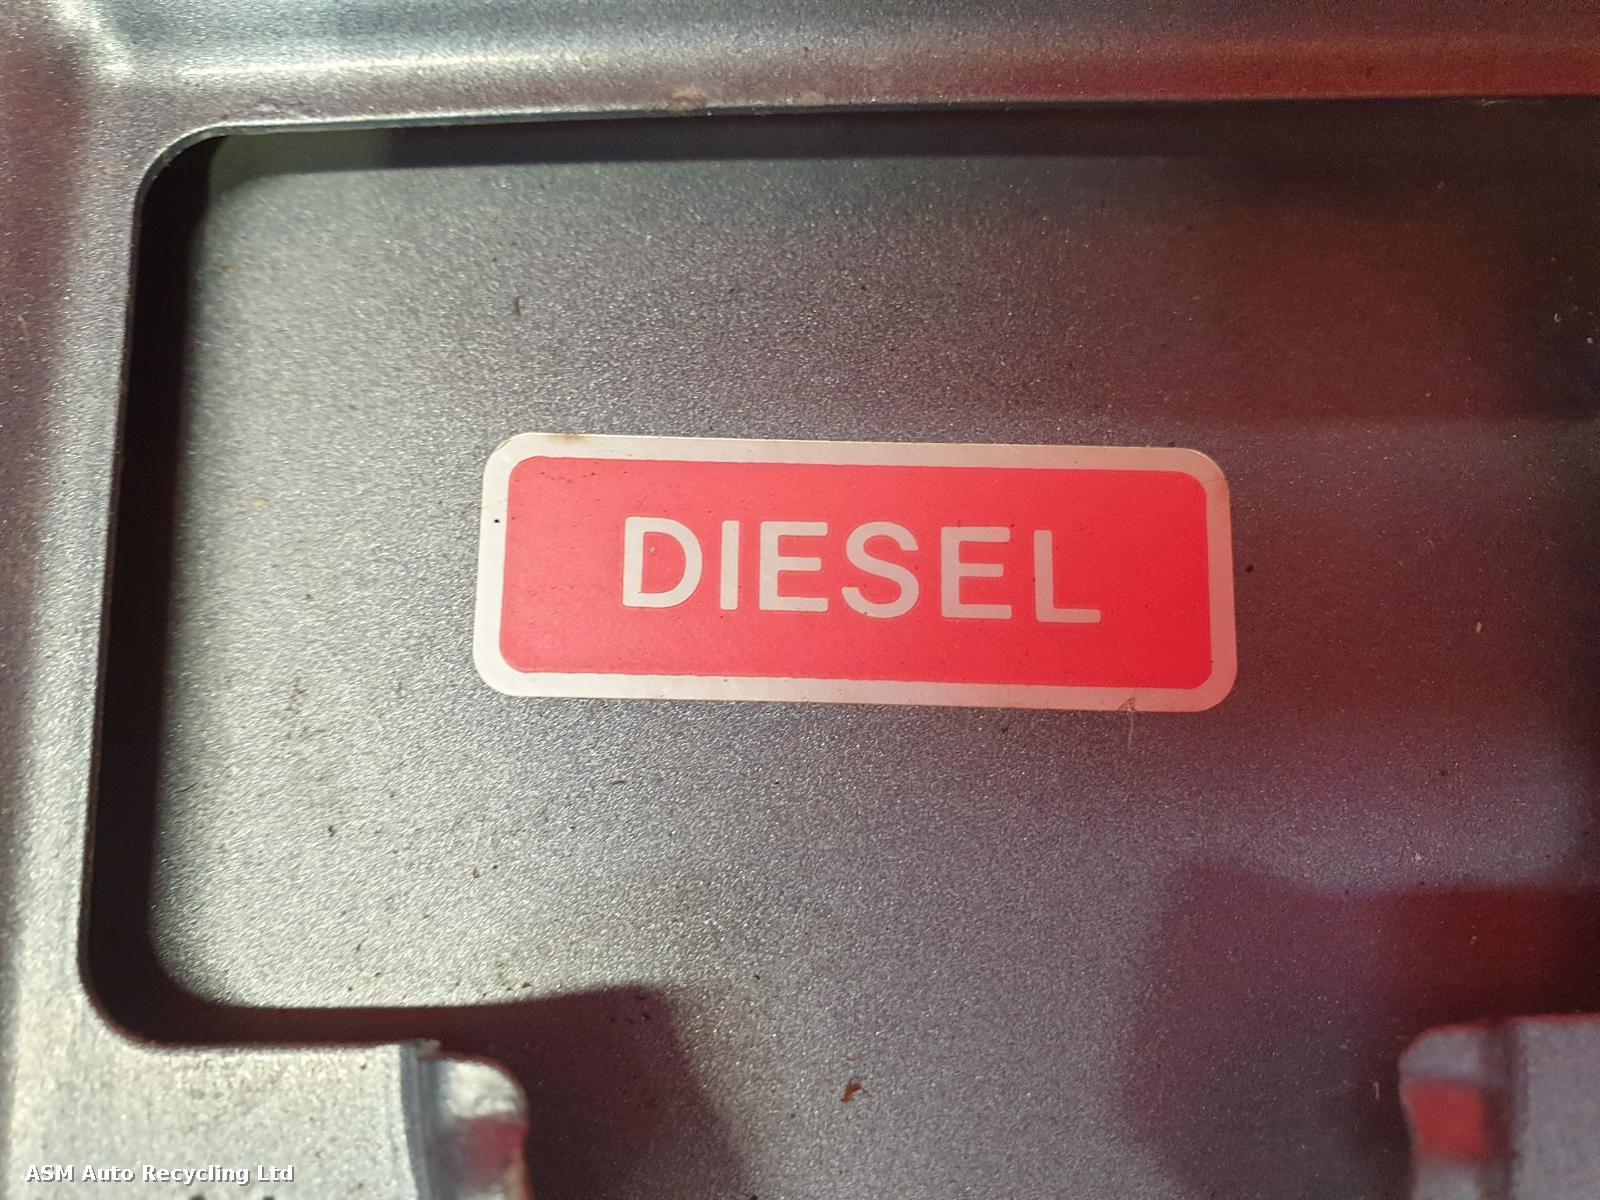 DIESEL
ASM Auto Recycling Ltd